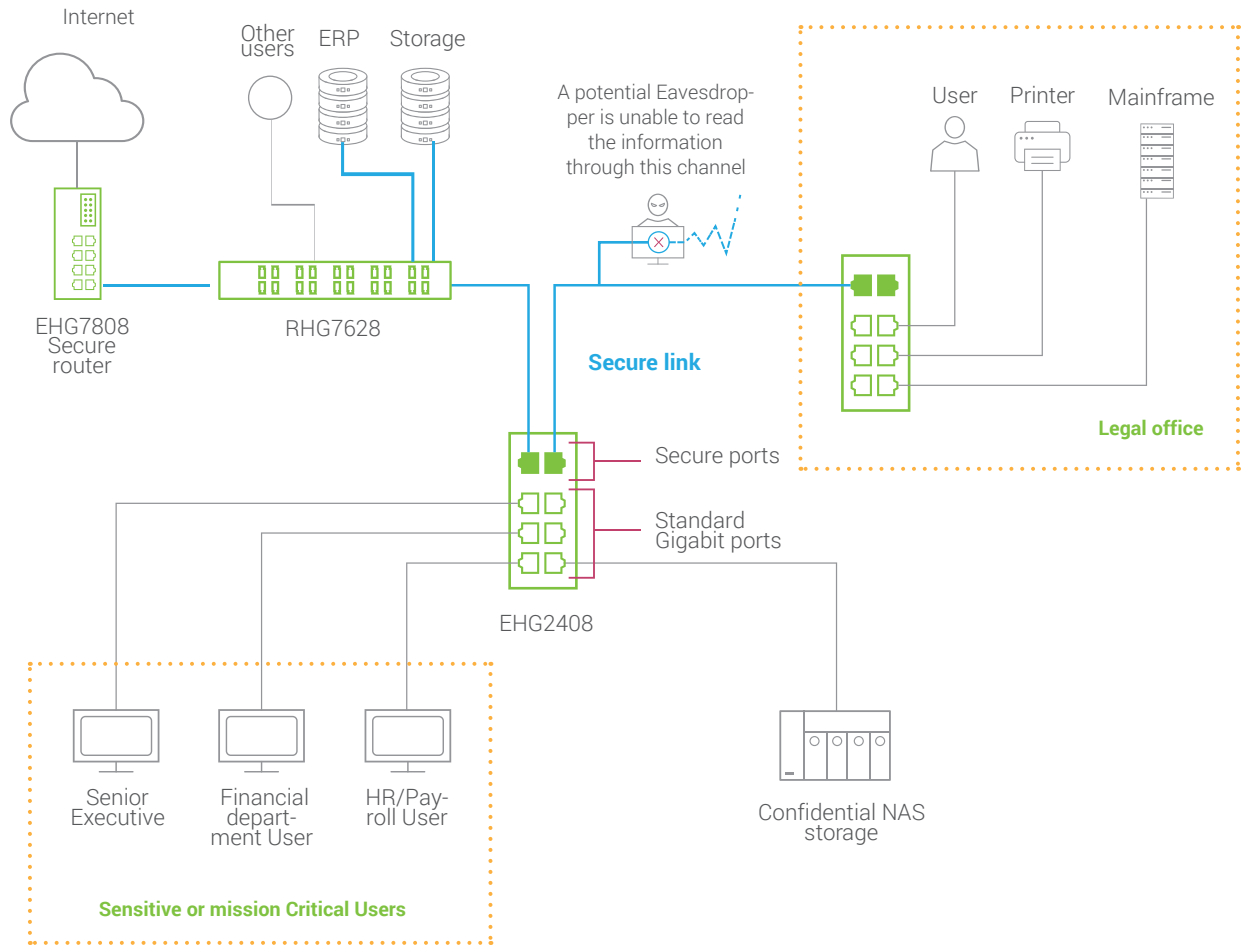 Internet
Other
users
ERP
Storage
A potential Eavesdrop-
per is unable to read
the information
through this channel
User
Printer
Mainframe
EHG7808
Secure
router
RHG7628
Secure link
Legal office
Secure ports
Standard
Gigabit ports
EHG2408
Senior
Executive
Financial
depart-
ment User
HR/Pay-
roll User
Confidential NAS
storage
Sensitive or mission Critical Users